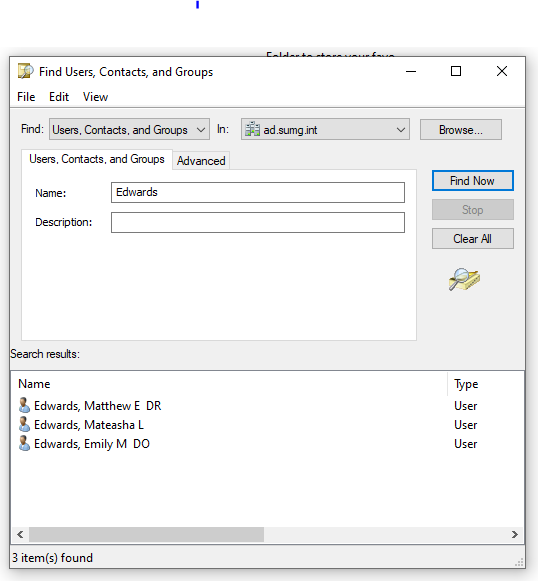 Folder to store your favo
Find Users, Contacts, and Groups
File Edit View
Find: Users, Contacts, and Groups In: ad.sumg.int Browse...
Users, Contacts, and Groups Advanced
Name: Edwards
Description:
Find Now
Stop
Clear All
Search results:
Name Type
Edwards, Matthew E DR User
Edwards, Mateasha L User
Edwards, Emily M DO User
3 item(s) found